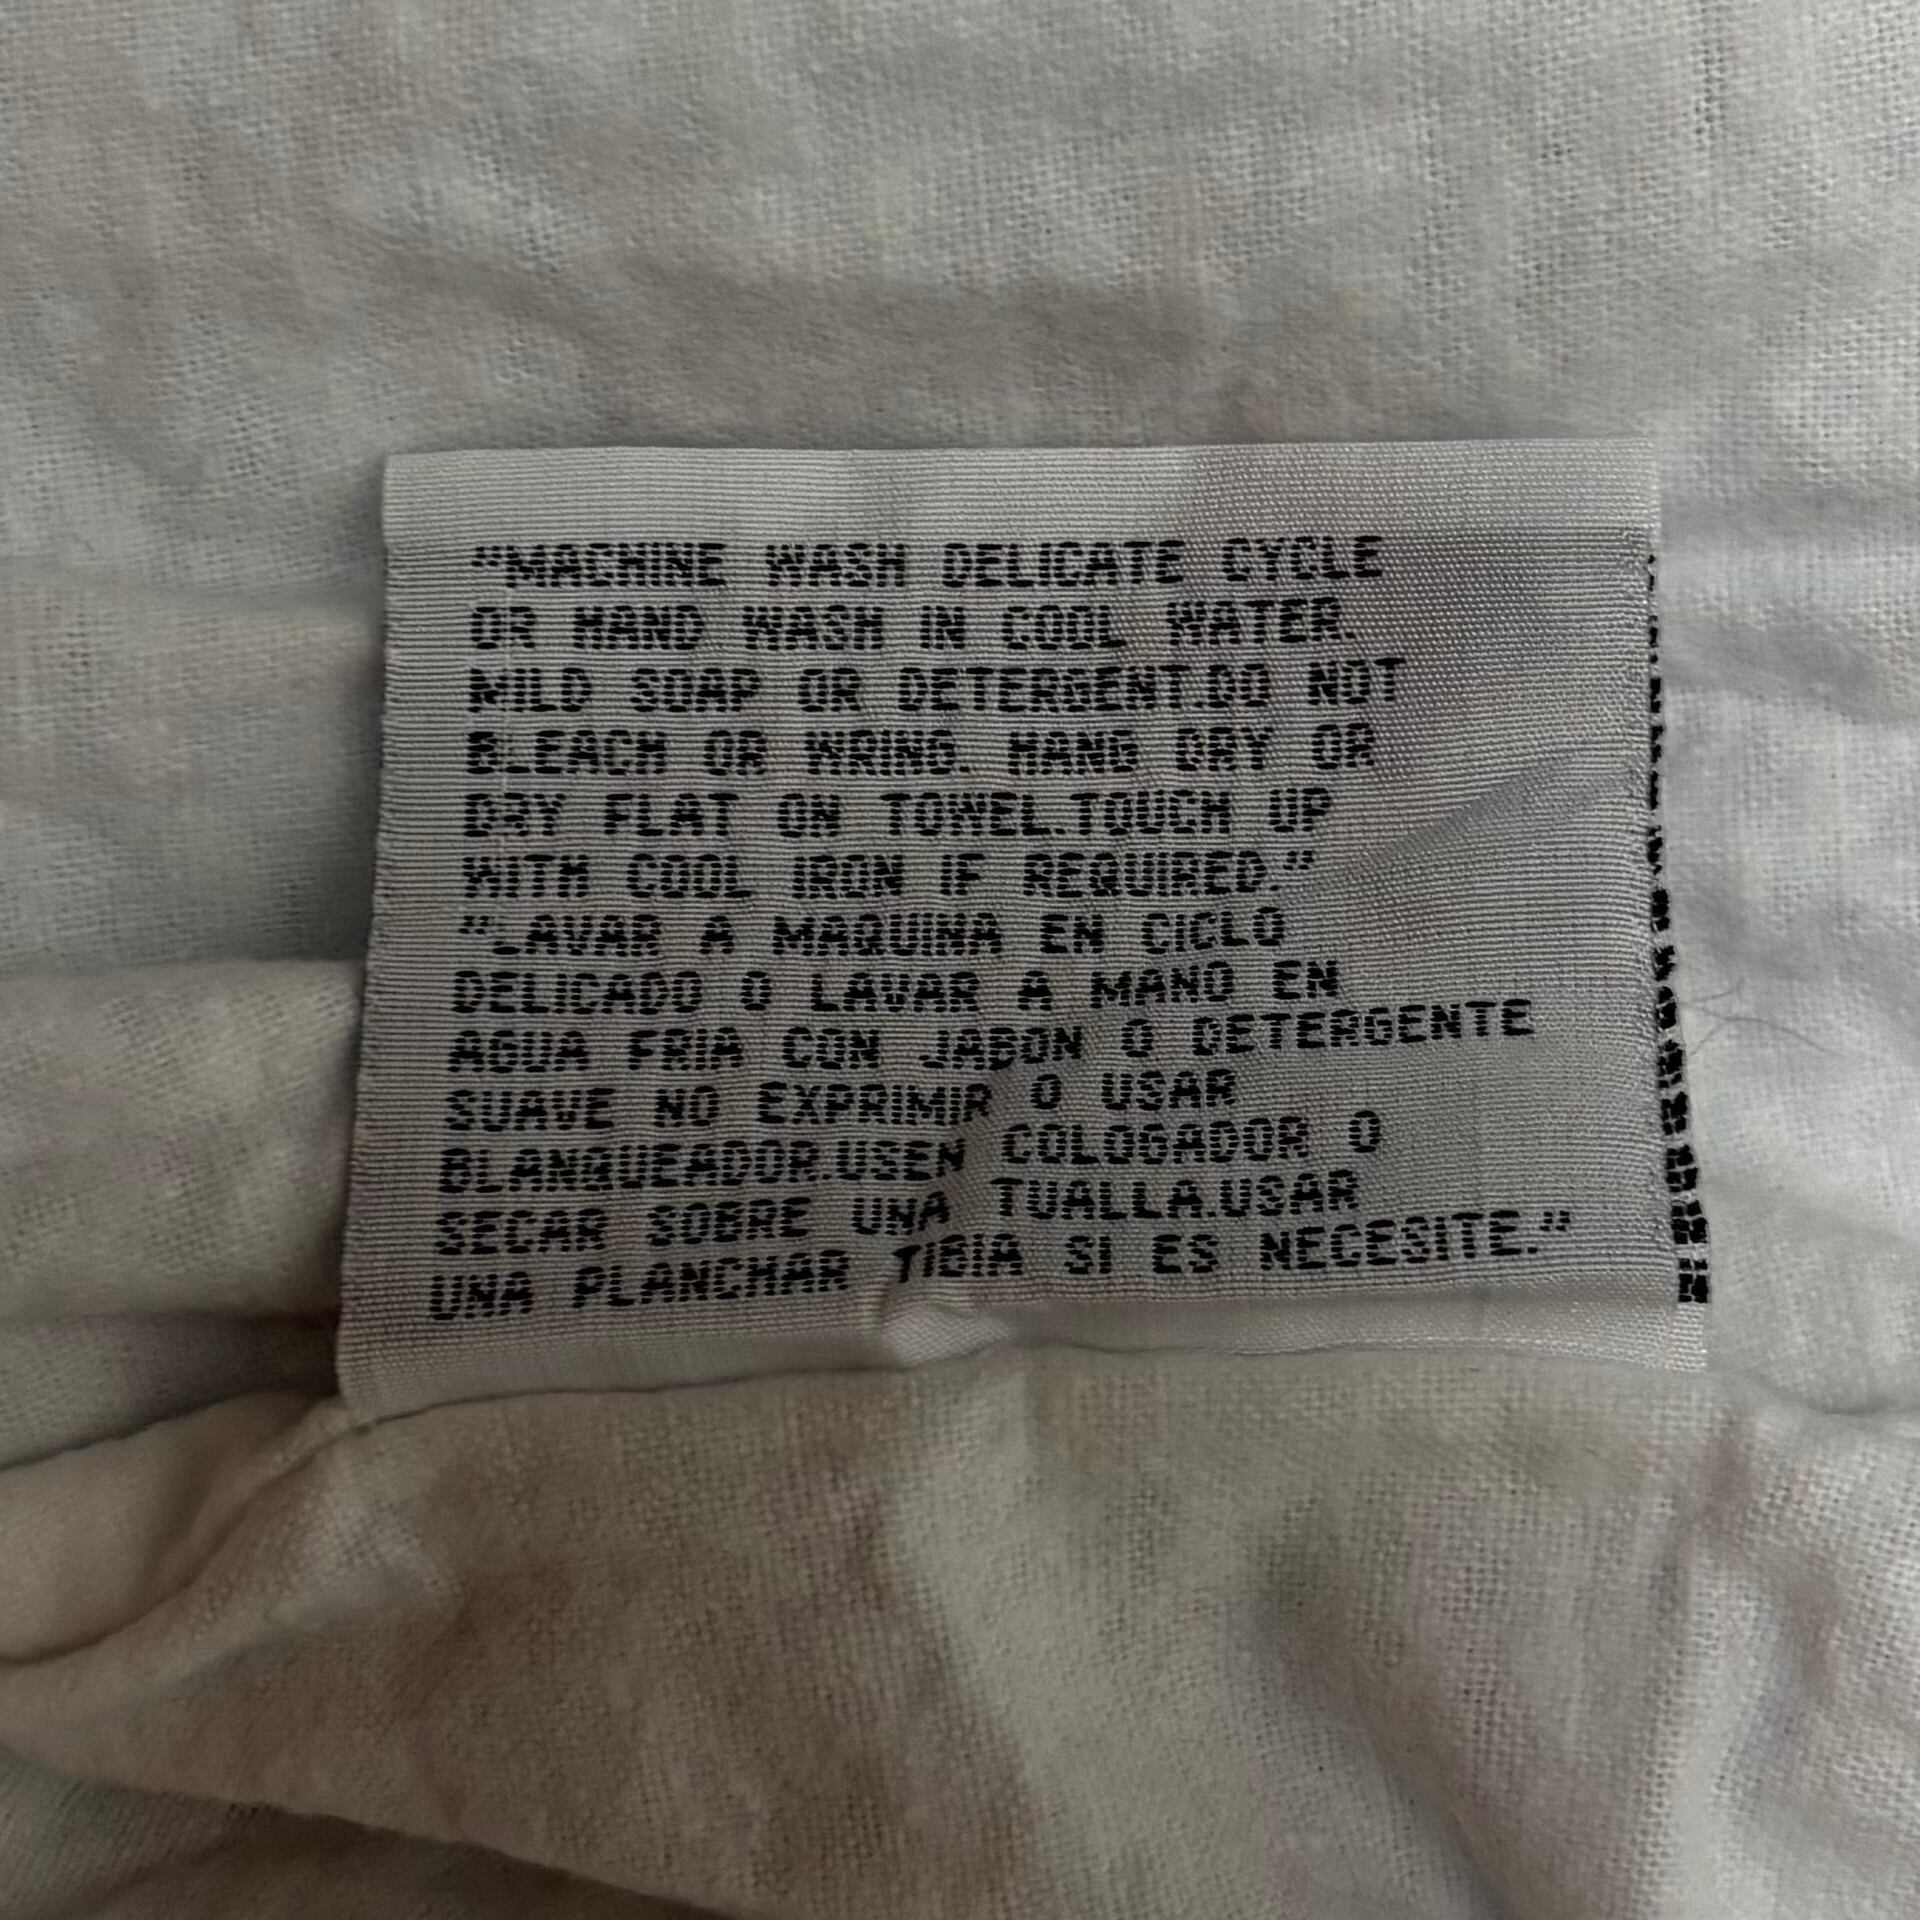 "MACHINE WASH DELICATE CYCLE
OR HAND WASH IN COOL WATER.
MILD SOAP OR DETERGENT.DO NOT
BLEACH OR WRING. HANG DRY OR
DRY FLAT ON TOWEL.TOUCH UP
WITH COOL IRON IF REQUIRED."
"LAVAR A MAQUINA EN CICLO
DELICADO O LAVAR A MANO EN
AGUA FRIA CON JABON O DETERGENTE
SUAVE NO EXPRIMIR O USAR
BLANQUEADOR.USEN COLOGADOR O
SECAR SOBRE UNA TUALLA.USAR
UNA PLANCHAR TIBIA SI ES NECESITE."